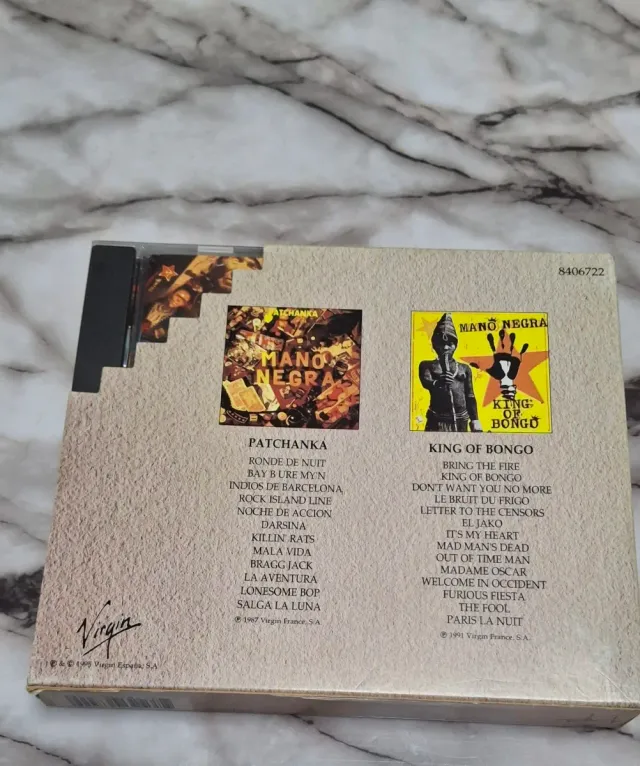 8406722
PATCHANKA
MANO
NEGRA
MANO NEGRA
KING
OF
BONGO
PATCHANKA
RONDE DE NUIT
BAY B URE MY'N
INDIOS DE BARCELONA
ROCK ISLAND LINE
NOCHE DE ACCION
DARSINA
KILLIN' RATS
MALA VIDA
BRAGG JACK
LA AVENTURA
LONESOME BOP
SALGA LA LUNA
℗ 1987 Virgin France, S.A.
KING OF BONGO
BRING THE FIRE
KING OF BONGO
DON'T WANT YOU NO MORE
LE BRUIT DU FRIGO
LETTER TO THE CENSORS
EL JAKO
IT'S MY HEART
MAD MAN'S DEAD
OUT OF TIME MAN
MADAME OSCAR
WELCOME IN OCCIDENT
FURIOUS FIESTA
THE FOOL
PARIS LA NUIT
℗ 1991 Virgin France, S.A.
Virgin
℗ & © 1995 Virgin España, S.A.